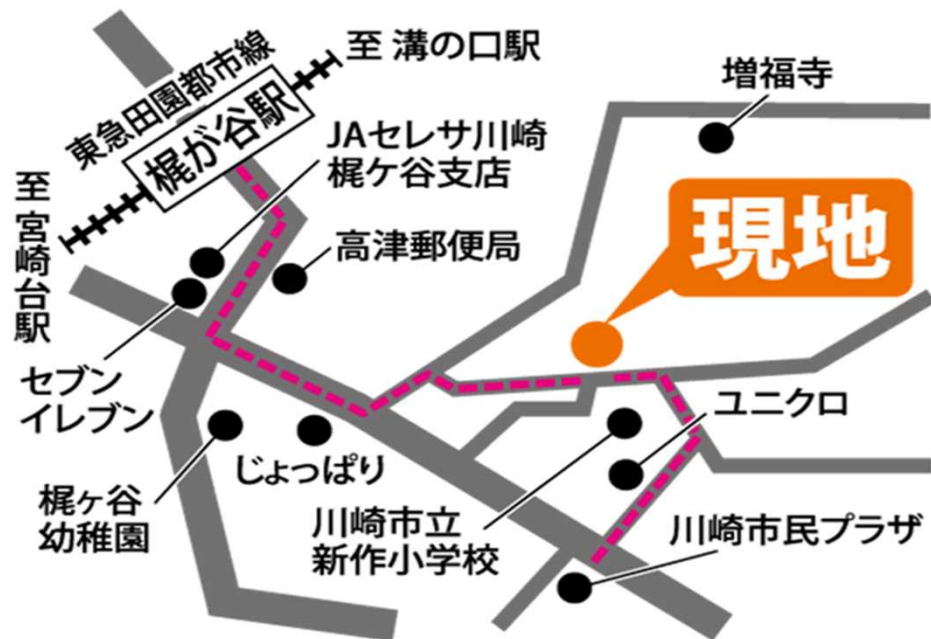 至 溝の口駅
東急田園都市線
梶が谷駅
至 宮崎台駅
増福寺
JAセレサ川崎
梶ケ谷支店
高津郵便局
現地
セブン
イレブン
ユニクロ
じょっぱり
梶ヶ谷
幼稚園
川崎市立
新作小学校
川崎市民プラザ